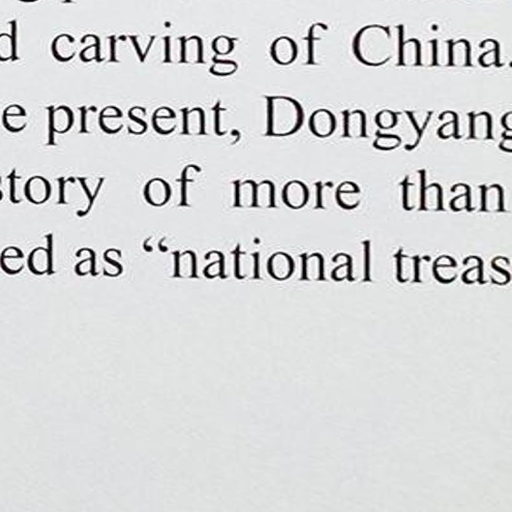 d carving of China.
e present, Dongyang
story of more than
ed as “national treas